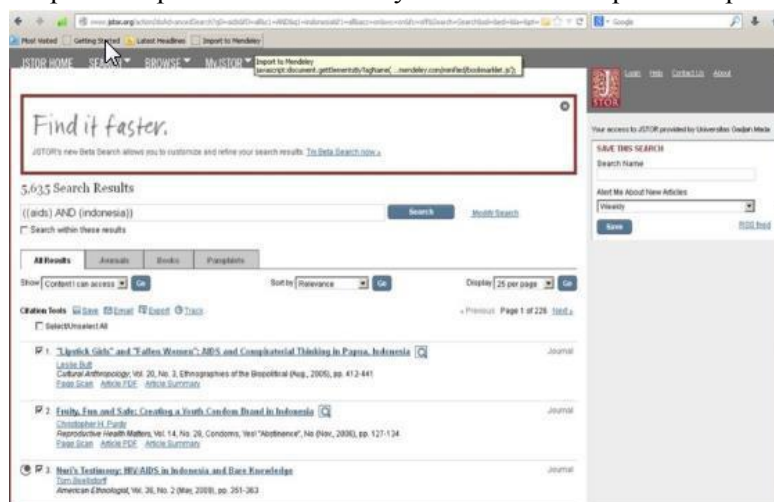 www.jstor.org
Google
Most Visited Getting Started Latest Headlines Import to Mendeley
Import to Mendeley
JSTOR HOME SEARCH BROWSE MyJSTOR
Login Help Contact Us About
JSTOR
Find it faster.
JSTOR's new Beta Search allows you to customize and refine your search results. Try Beta Search now »
Your access to JSTOR provided by Universitas Gadjah Mada
SAVE THIS SEARCH
Search Name
Alert Me About New Articles
Weekly
Save RSS feed
5,635 Search Results
((aids) AND (indonesia)) Search Modify Search
Search within these results
All Results Journals Books Pamphlets
Show Content I can access Go Sort by Relevance Go Display 25 per page Go
Citation Tools Save Email Export Track « Previous Page 1 of 226 Next »
Select/Unselect All
1. "Lipstick Girls" and "Fallen Women": AIDS and Conspiratorial Thinking in Papua, Indonesia Journal
Leslie Butt
Cultural Anthropology, Vol. 20, No. 3, Ethnographies of the Biopolitical (Aug., 2005), pp. 412-441
Page Scan Article PDF Article Summary
2. Fruity, Fun and Safe: Creating a Youth Condom Brand in Indonesia Journal
Christopher H. Purdy
Reproductive Health Matters, Vol. 14, No. 28, Condoms, Yes! "Abstinence", No (Nov., 2006), pp. 127-134
Page Scan Article PDF Article Summary
3. Nuri's Testimony: HIV/AIDS in Indonesia and Bare Knowledge Journal
Tom Boellstorff
American Ethnologist, Vol. 36, No. 2 (May, 2009), pp. 351-363